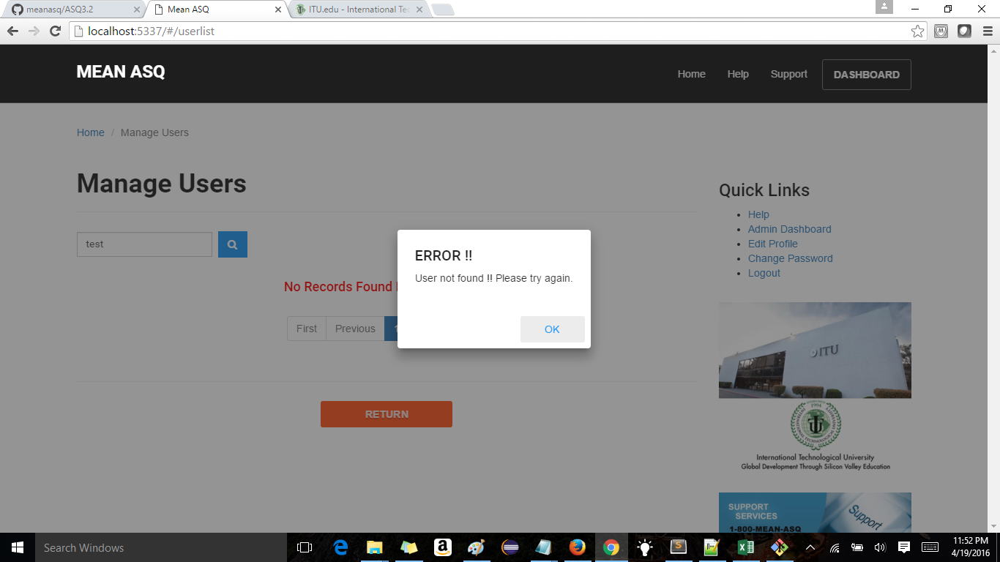 meanasq/ASQ3.2
Mean ASQ
ITU.edu - International Te
localhost:5337/#/userlist
MEAN ASQ
Home
Help
Support
DASHBOARD
Home / Manage Users
Manage Users
test
No Records Found
First
Previous
ERROR !!
User not found !! Please try again.
OK
RETURN
Quick Links
Help
Admin Dashboard
Edit Profile
Change Password
Logout
ITU
1994
International Technological University
Global Development Through Silicon Valley Education
SUPPORT
SERVICES
1-800-MEAN-ASQ
Support
Search Windows
11:52 PM
4/19/2016